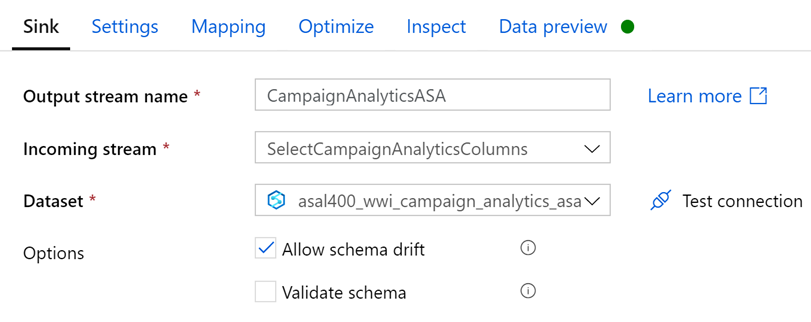 Sink Settings Mapping Optimize Inspect Data preview
Output stream name * CampaignAnalyticsASA Learn more
Incoming stream * SelectCampaignAnalyticsColumns
Dataset * asal400_wwi_campaign_analytics_asa Test connection
Options Allow schema drift
Validate schema